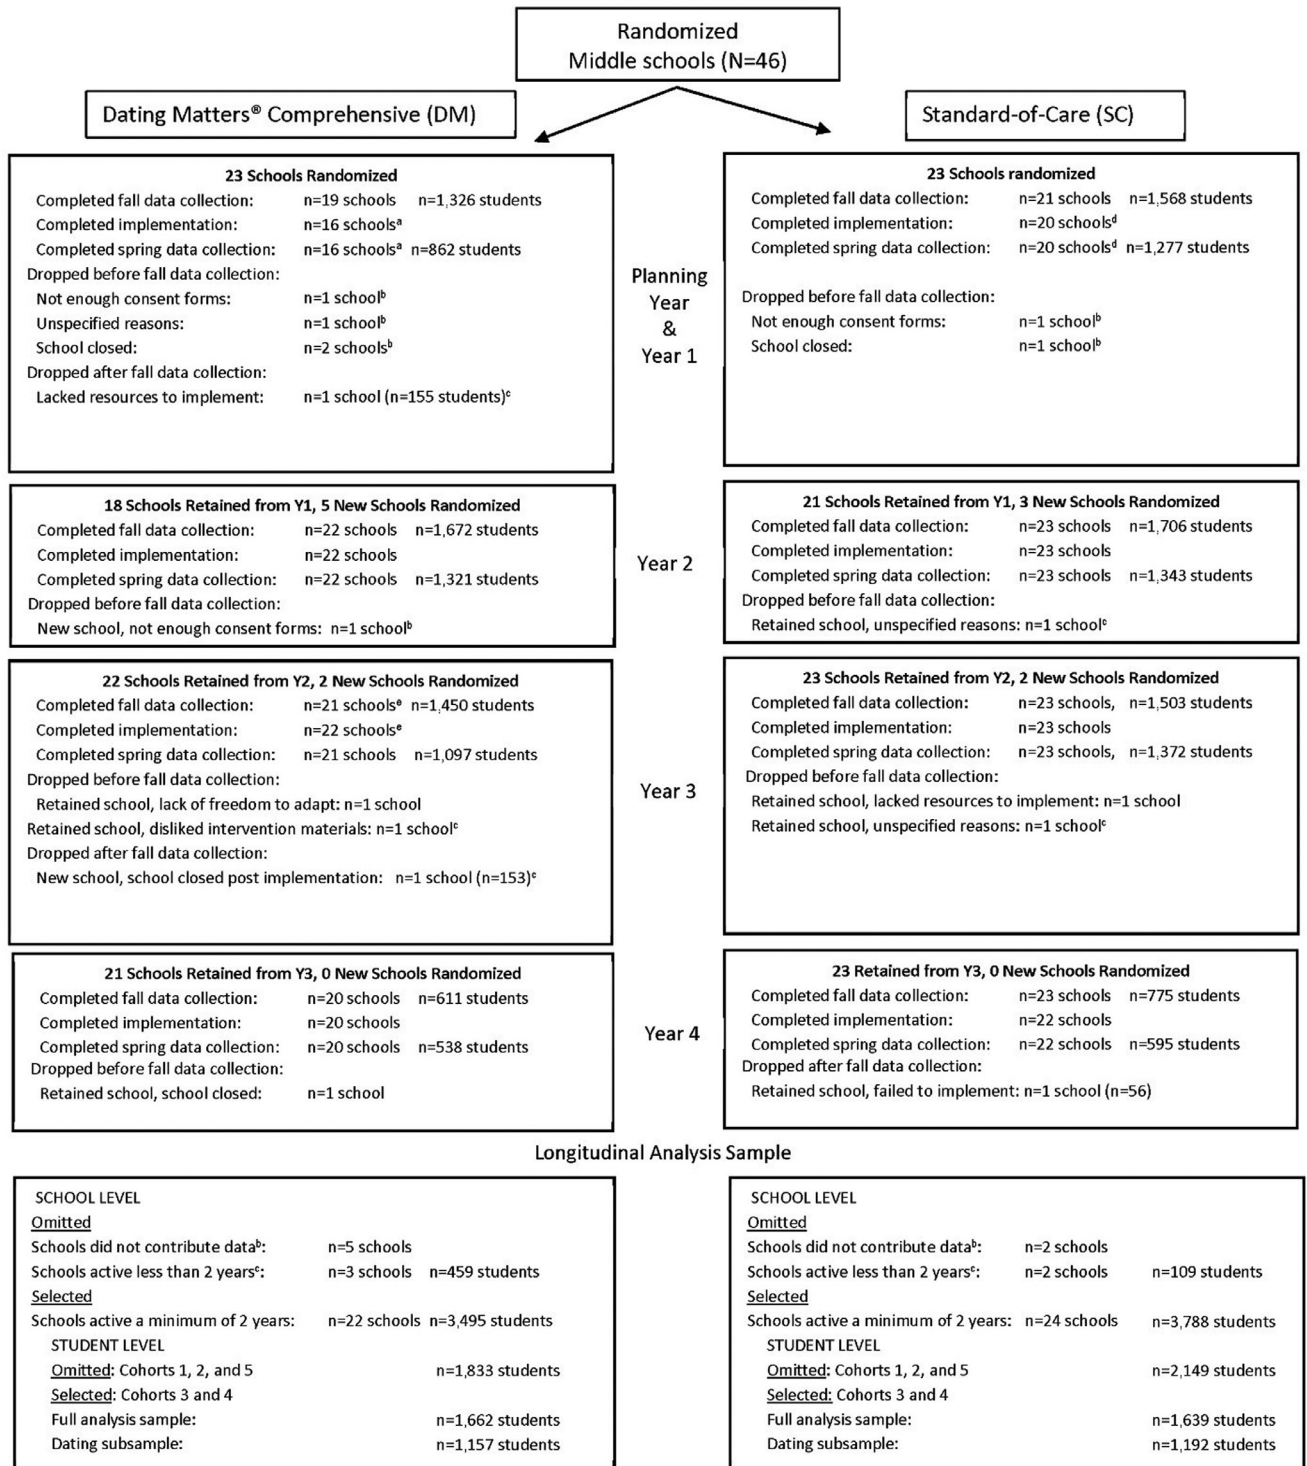 Randomized
Middle schools (N=46)
Dating Matters® Comprehensive (DM)
Standard-of-Care (SC)
23 Schools Randomized
Completed fall data collection: n=19 schools n=1,326 students
Completed implementation: n=16 schoolsᵃ
Completed spring data collection: n=16 schoolsᵃ n=862 students
Dropped before fall data collection:
Not enough consent forms: n=1 schoolᵇ
Unspecified reasons: n=1 schoolᵇ
School closed: n=2 schoolsᵇ
Dropped after fall data collection:
Lacked resources to implement: n=1 school (n=155 students)ᶜ
Planning
Year
&
Year 1
23 Schools randomized
Completed fall data collection: n=21 schools n=1,568 students
Completed implementation: n=20 schoolsᵈ
Completed spring data collection: n=20 schoolsᵈ n=1,277 students
Dropped before fall data collection:
Not enough consent forms: n=1 schoolᵇ
School closed: n=1 schoolᵇ
18 Schools Retained from Y1, 5 New Schools Randomized
Completed fall data collection: n=22 schools n=1,672 students
Completed implementation: n=22 schools
Completed spring data collection: n=22 schools n=1,321 students
Dropped before fall data collection:
New school, not enough consent forms: n=1 schoolᵇ
Year 2
21 Schools Retained from Y1, 3 New Schools Randomized
Completed fall data collection: n=23 schools n=1,706 students
Completed implementation: n=23 schools
Completed spring data collection: n=23 schools n=1,343 students
Dropped before fall data collection:
Retained school, unspecified reasons: n=1 schoolᶜ
22 Schools Retained from Y2, 2 New Schools Randomized
Completed fall data collection: n=21 schoolsᵉ n=1,450 students
Completed implementation: n=22 schoolsᵉ
Completed spring data collection: n=21 schools n=1,097 students
Dropped before fall data collection:
Retained school, lack of freedom to adapt: n=1 school
Retained school, disliked intervention materials: n=1 schoolᶜ
Dropped after fall data collection:
New school, school closed post implementation: n=1 school (n=153)ᶜ
Year 3
23 Schools Retained from Y2, 2 New Schools Randomized
Completed fall data collection: n=23 schools, n=1,503 students
Completed implementation: n=23 schools
Completed spring data collection: n=23 schools, n=1,372 students
Dropped before fall data collection:
Retained school, lacked resources to implement: n=1 school
Retained school, unspecified reasons: n=1 schoolᶜ
21 Schools Retained from Y3, 0 New Schools Randomized
Completed fall data collection: n=20 schools n=611 students
Completed implementation: n=20 schools
Completed spring data collection: n=20 schools n=538 students
Dropped before fall data collection:
Retained school, school closed: n=1 school
Year 4
23 Retained from Y3, 0 New Schools Randomized
Completed fall data collection: n=23 schools n=775 students
Completed implementation: n=22 schools
Completed spring data collection: n=22 schools n=595 students
Dropped after fall data collection:
Retained school, failed to implement: n=1 school (n=56)
Longitudinal Analysis Sample
SCHOOL LEVEL
Omitted
Schools did not contribute dataᵇ: n=5 schools
Schools active less than 2 yearsᶜ: n=3 schools n=459 students
Selected
Schools active a minimum of 2 years: n=22 schools n=3,495 students
STUDENT LEVEL
Omitted: Cohorts 1, 2, and 5 n=1,833 students
Selected: Cohorts 3 and 4
Full analysis sample: n=1,662 students
Dating subsample: n=1,157 students
SCHOOL LEVEL
Omitted
Schools did not contribute dataᵇ: n=2 schools
Schools active less than 2 yearsᶜ: n=2 schools n=109 students
Selected
Schools active a minimum of 2 years: n=24 schools n=3,788 students
STUDENT LEVEL
Omitted: Cohorts 1, 2, and 5 n=2,149 students
Selected: Cohorts 3 and 4
Full analysis sample: n=1,639 students
Dating subsample: n=1,192 students